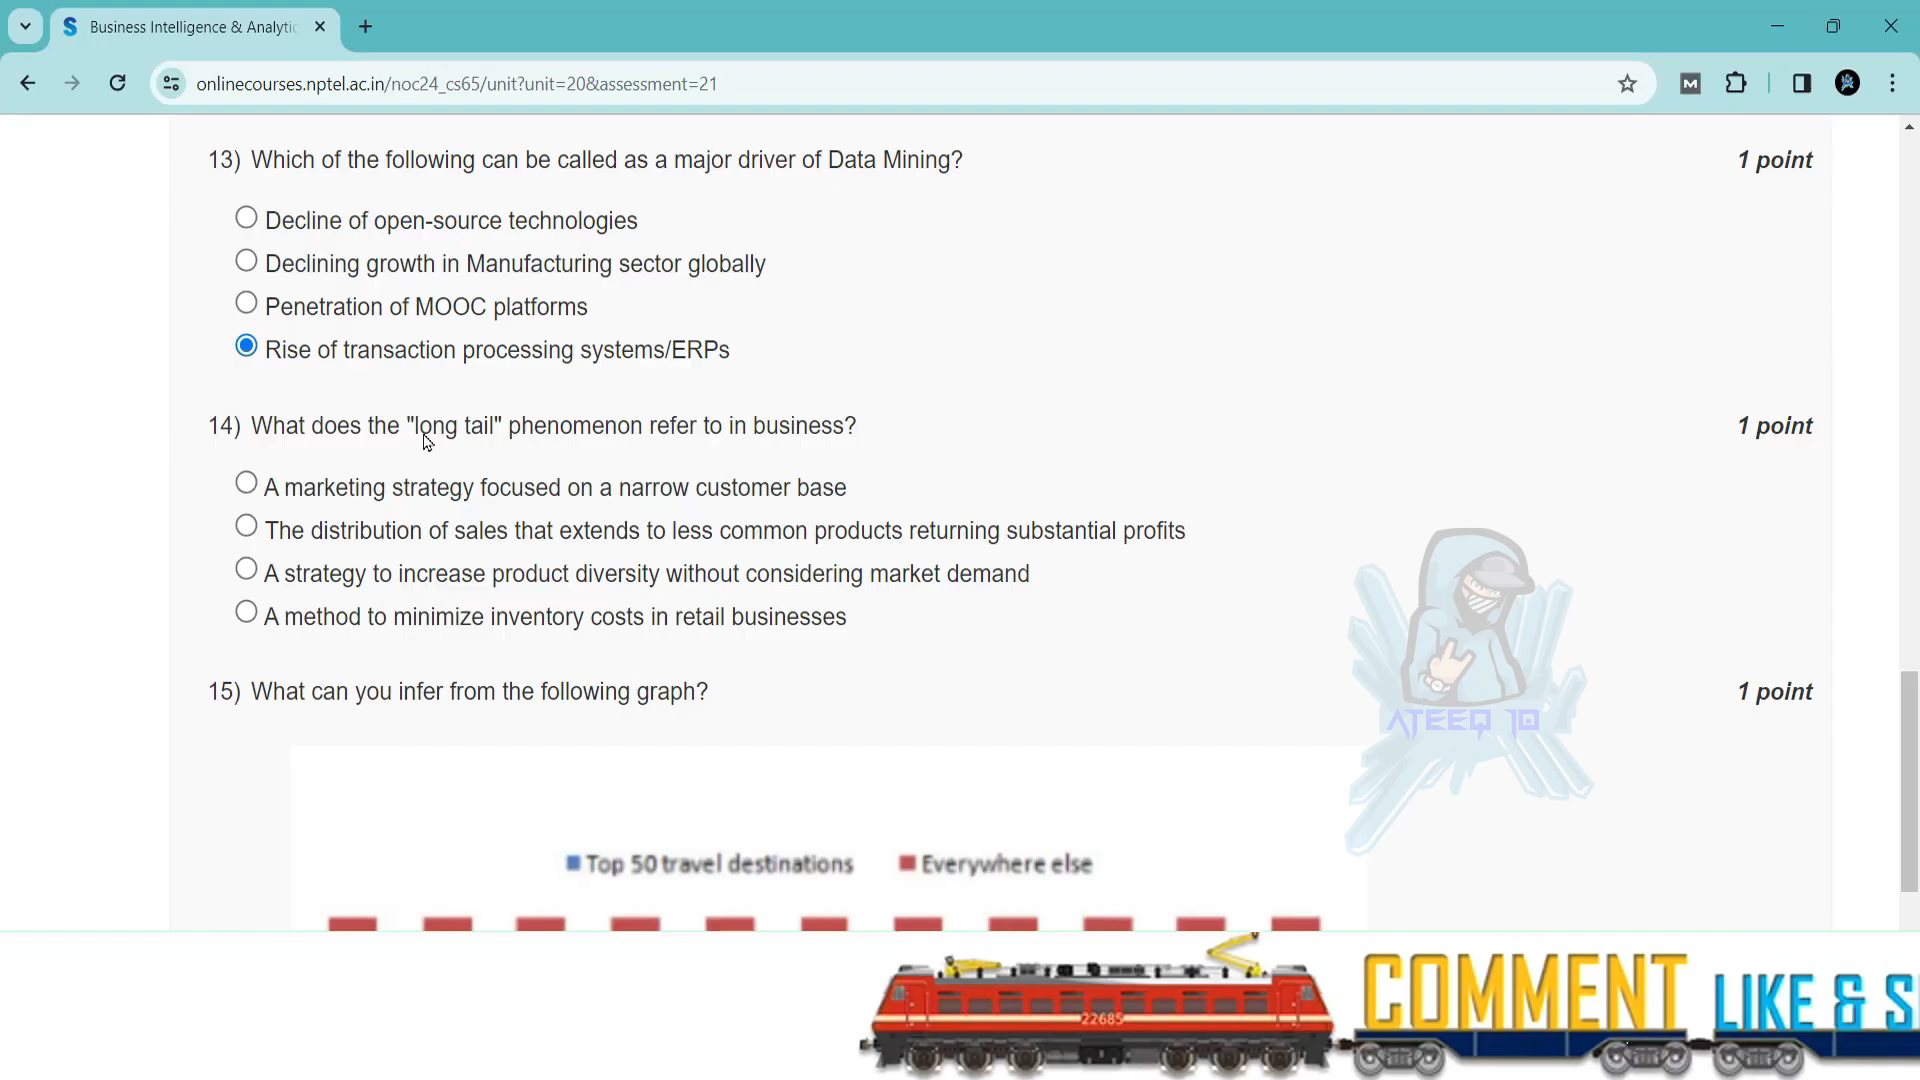 Business Intelligence & Analytic
onlinecourses.nptel.ac.in/noc24_cs65/unit?unit=20&assessment=21
M
13) Which of the following can be called as a major driver of Data Mining?
1 point
Decline of open-source technologies
Declining growth in Manufacturing sector globally
Penetration of MOOC platforms
Rise of transaction processing systems/ERPs
14) What does the "long tail" phenomenon refer to in business?
1 point
A marketing strategy focused on a narrow customer base
The distribution of sales that extends to less common products returning substantial profits
A strategy to increase product diversity without considering market demand
A method to minimize inventory costs in retail businesses
15) What can you infer from the following graph?
1 point
ATEEQ 10
Top 50 travel destinations
Everywhere else
22685
COMMENT
LIKE & S